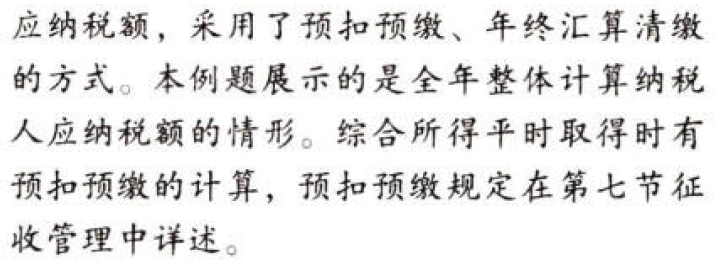 应纳税额，采用了预扣预缴、年终汇算清缴
的方式。本例题展示的是全年整体计算纳税
人应纳税额的情形。综合所得平时取得时有
预扣预缴的计算，预扣预缴规定在第七节征
收管理中详述。